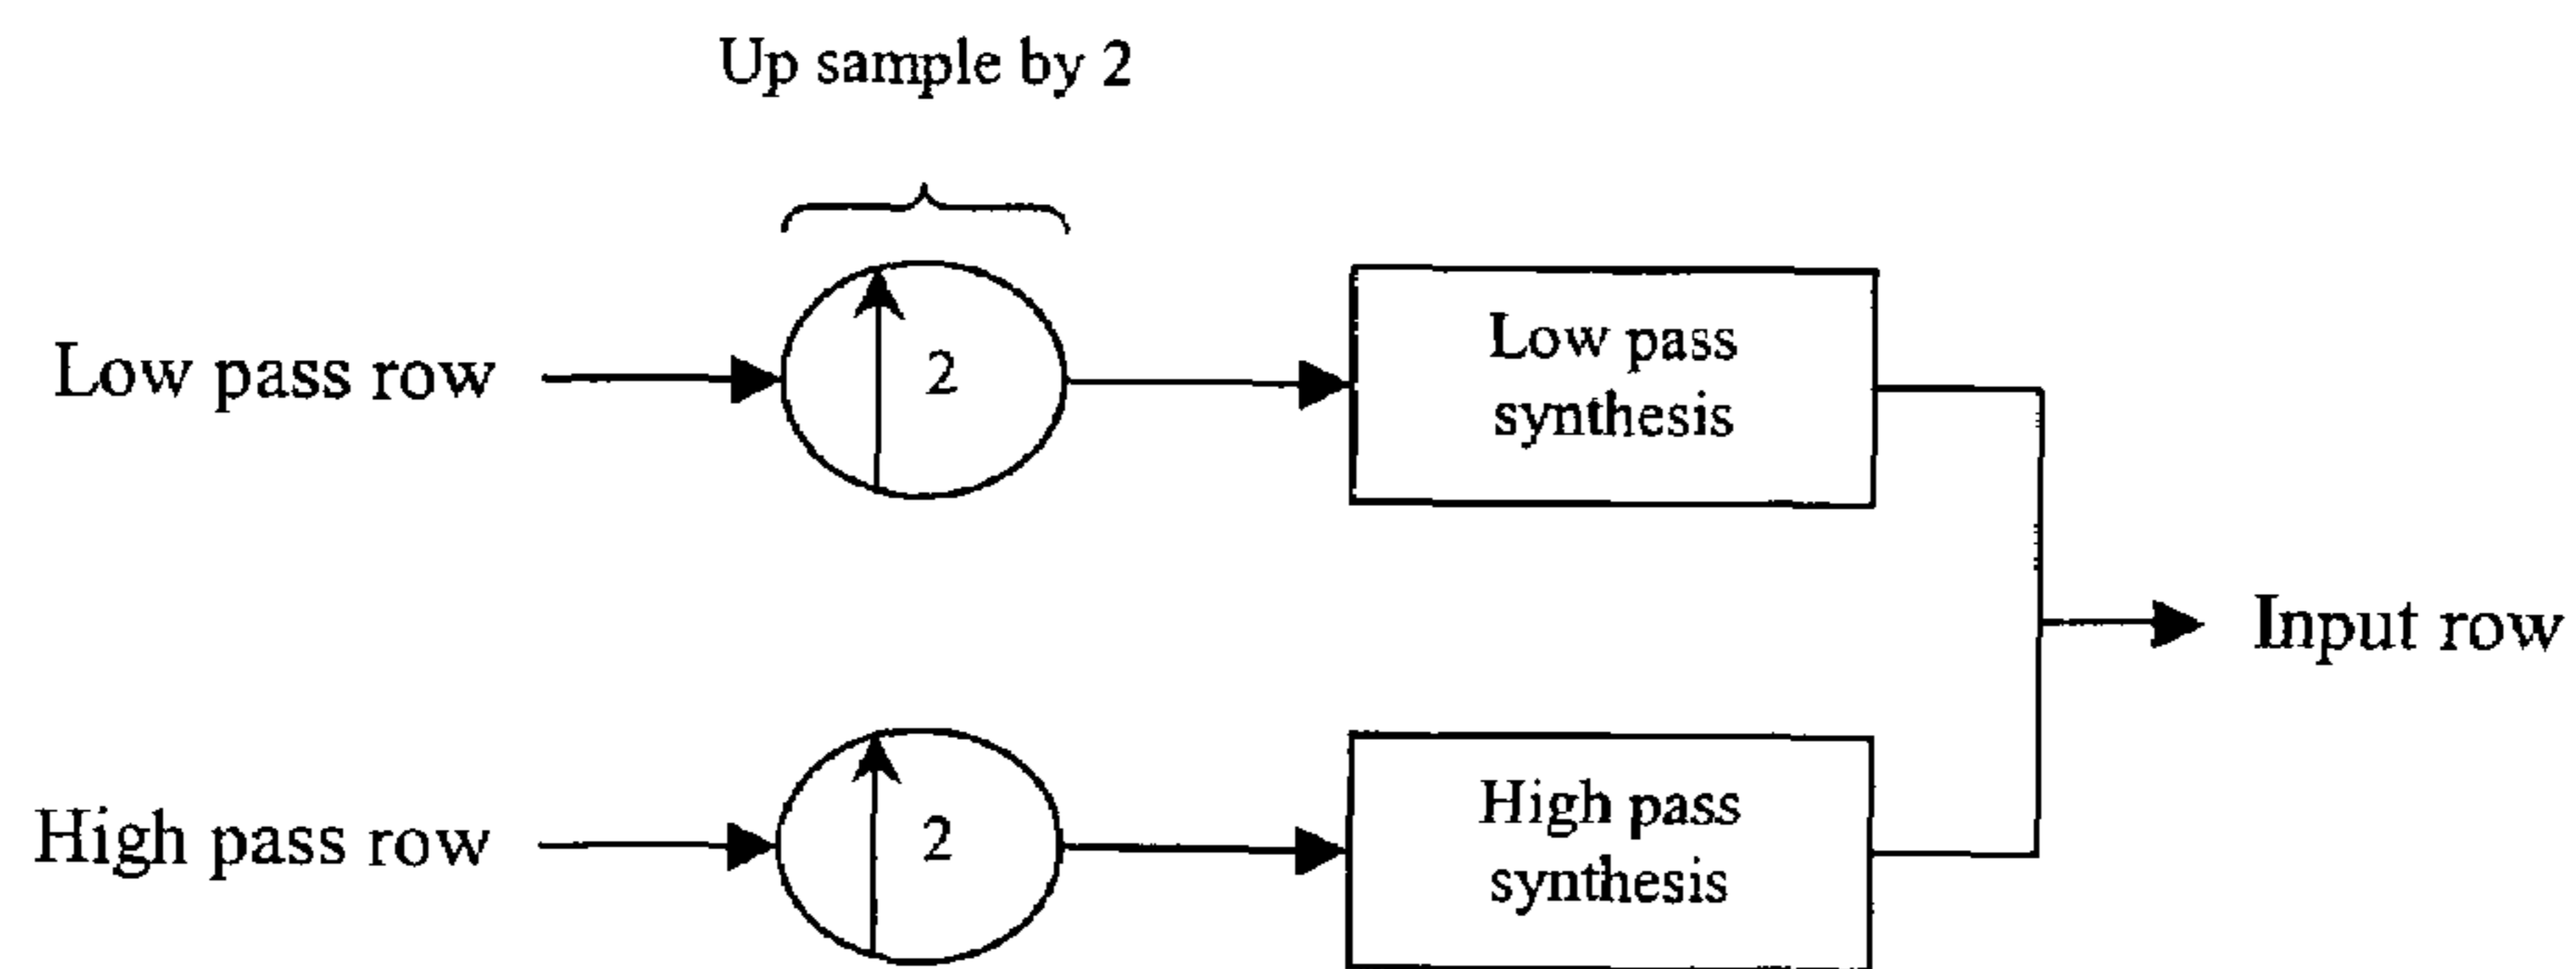 Up sample by 2
Low pass row
2
Low pass
synthesis
Input row
High pass row
2
High pass
synthesis